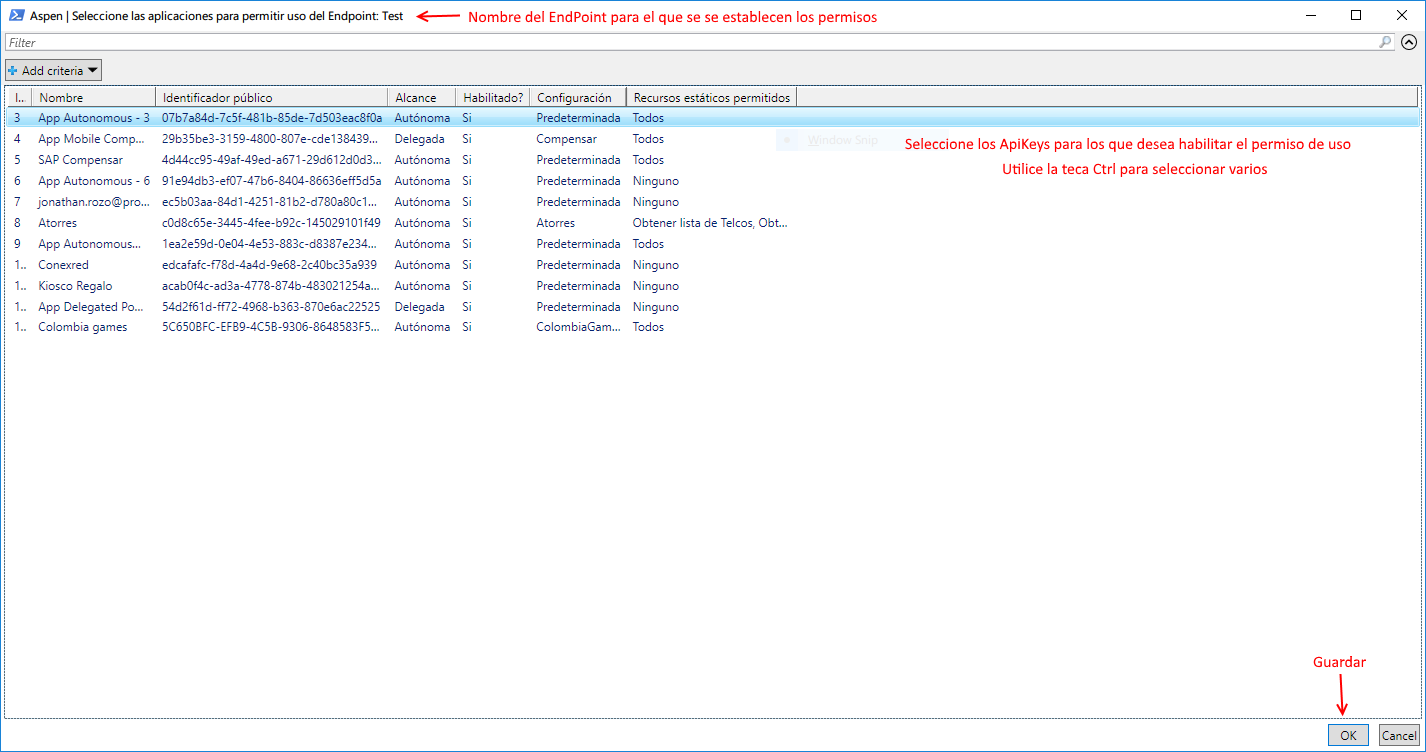 Aspen | Seleccione las aplicaciones para permitir uso del Endpoint: Test
Nombre del EndPoint para el que se se establecen los permisos
Filter
Add criteria
I... Nombre Identificador público Alcance Habilitado? Configuración Recursos estáticos permitidos
3 App Autonomous - 3 07b7a84d-7c5f-481b-85de-7d503eac8f0a Autónoma Si Predeterminada Todos
4 App Mobile Comp... 29b35be3-3159-4800-807e-cde138439... Delegada Si Compensar Todos
Window Snip
Seleccione los ApiKeys para los que desea habilitar el permiso de uso
5 SAP Compensar 4d44cc95-49af-49ed-a671-29d612d0d3... Autónoma Si Predeterminada Todos
Utilice la teca Ctrl para seleccionar varios
6 App Autonomous - 6 91e94db3-ef07-47b6-8404-86636eff5d5a Autónoma Si Predeterminada Ninguno
7 jonathan.rozo@pro... ec5b03aa-84d1-4251-81b2-d780a80c1... Autónoma Si Predeterminada Ninguno
8 Atorres c0d8c65e-3445-4fee-b92c-145029101f49 Autónoma Si Atorres Obtener lista de Telcos, Obt...
9 App Autonomous... 1ea2e59d-0e04-4e53-883c-d8387e234... Autónoma Si Predeterminada Todos
1.. Conexred edcafafc-f78d-4a4d-9e68-2c40bc35a939 Autónoma Si Predeterminada Ninguno
1.. Kiosco Regalo acab0f4c-ad3a-4778-874b-483021254a... Autónoma Si Predeterminada Ninguno
1.. App Delegated Po... 54d2f61d-ff72-4968-b363-870e6ac22525 Delegada Si Predeterminada Ninguno
1.. Colombia games 5C650BFC-EFB9-4C5B-9306-8648583F5... Autónoma Si ColombiaGam... Todos
Guardar
OK Cancel